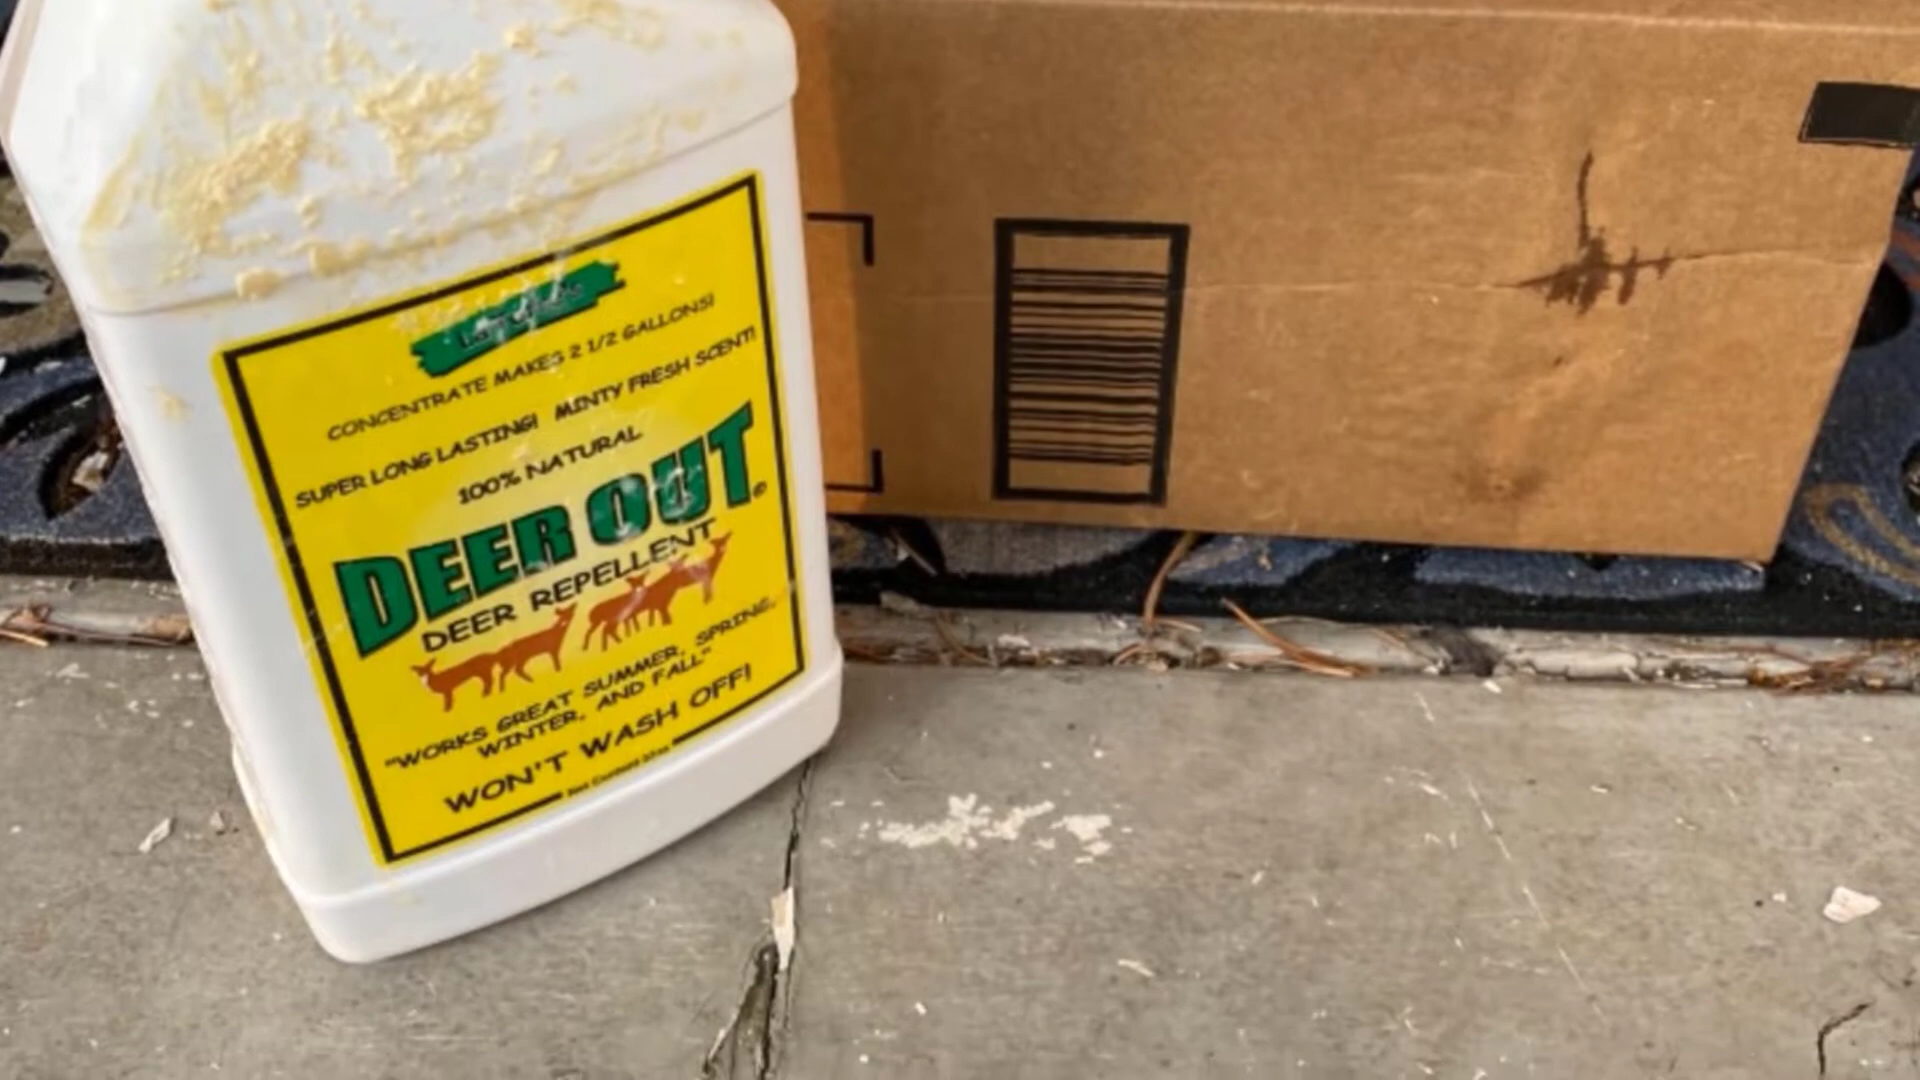 CONCENTRATE MAKES 2 1/2 GALLONS!
SUPER LONG LASTING! MINTY FRESH SCENT!
100% NATURAL
DEER OUT®
DEER REPELLENT
"WORKS GREAT SUMMER, SPRING,
WINTER, AND FALL"
WON'T WASH OFF!